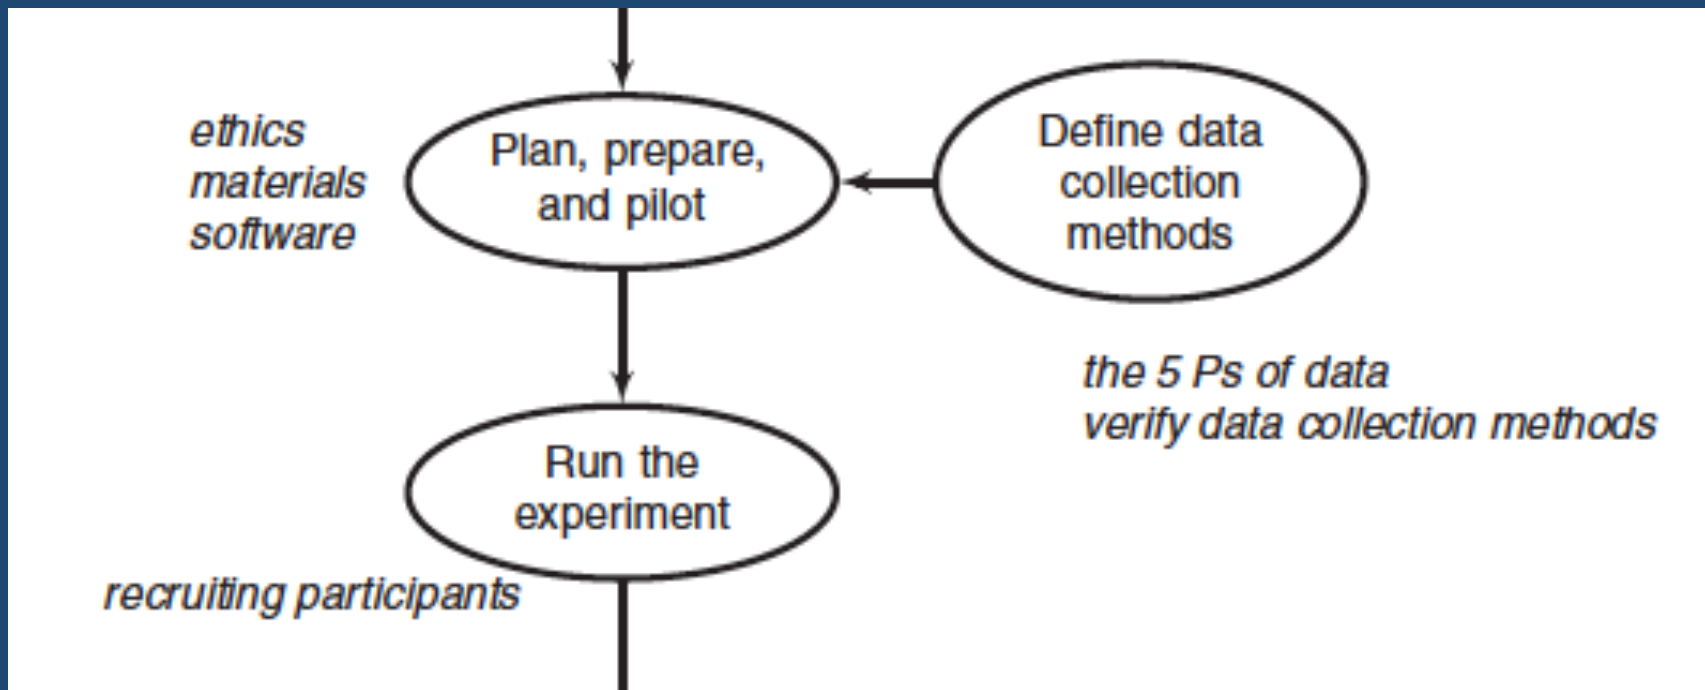 ethics
materials
software
Plan, prepare,
and pilot
Define data
collection
methods
the 5 Ps of data
verify data collection methods
Run the
experiment
recruiting participants